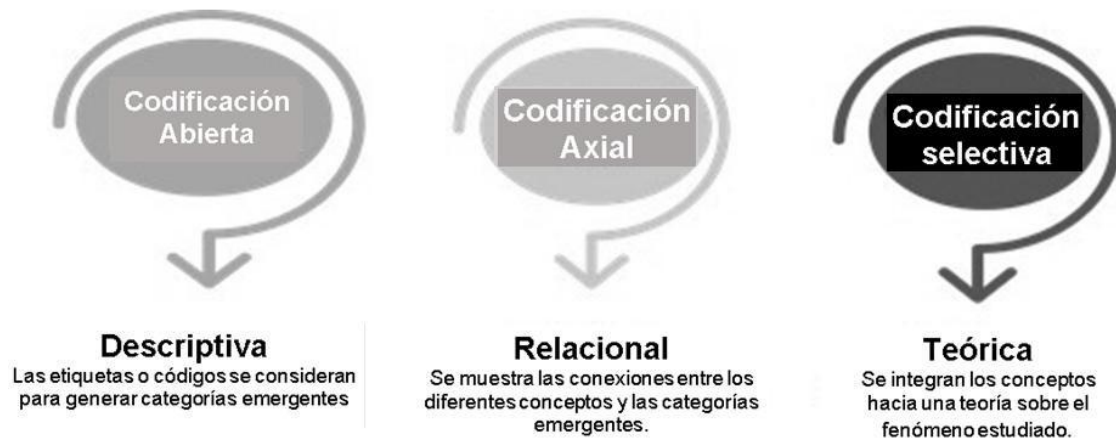 Codificación
Abierta
Codificación
Axial
Codificación
selectiva
Descriptiva
Las etiquetas o códigos se consideran
para generar categorías emergentes
Relacional
Se muestra las conexiones entre los
diferentes conceptos y las categorías
emergentes.
Teórica
Se integran los conceptos
hacia una teoría sobre el
fenómeno estudiado.